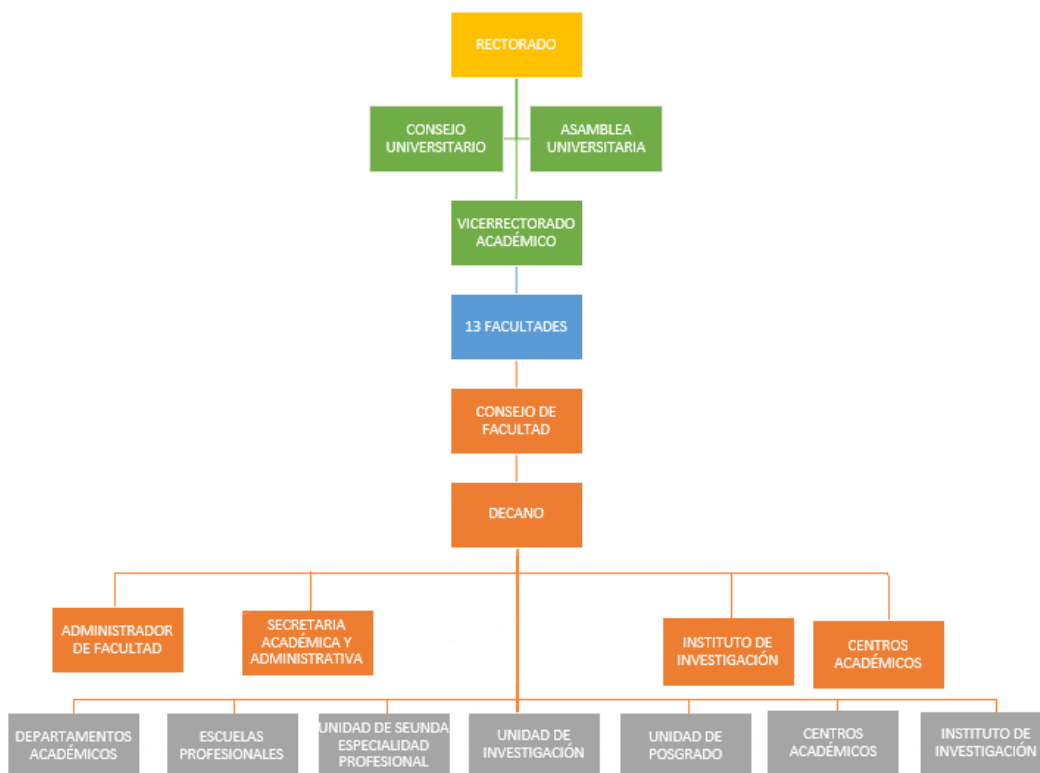 RECTORADO
CONSEJO
UNIVERSITARIO
ASAMBLEA
UNIVERSITARIA
VICERRECTORADO
ACADÉMICO
13 FACULTADES
CONSEJO DE
FACULTAD
DECANO
ADMINISTRADOR
DE FACULTAD
SECRETARIA
ACADÉMICA Y
ADMINISTRATIVA
INSTITUTO DE
INVESTIGACIÓN
CENTROS
ACADÉMICOS
DEPARTAMENTOS
ACADÉMICOS
ESCUELAS
PROFESIONALES
UNIDAD DE SEUNDA
ESPECIALIDAD
PROFESIONAL
UNIDAD DE
INVESTIGACIÓN
UNIDAD DE
POSGRADO
CENTROS
ACADÉMICOS
INSTITUTO DE
INVESTIGACIÓN